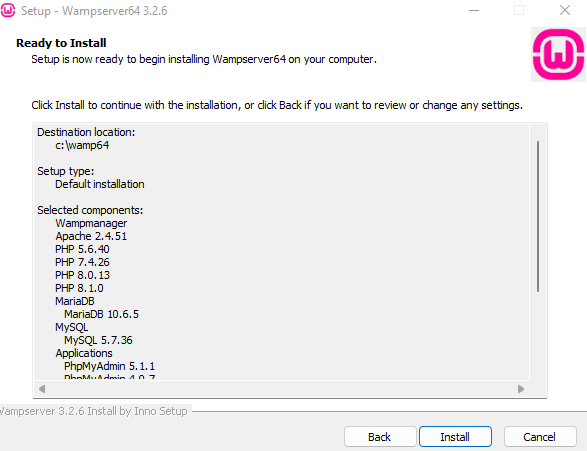 Setup - Wampserver64 3.2.6
Ready to Install
Setup is now ready to begin installing Wampserver64 on your computer.
Click Install to continue with the installation, or click Back if you want to review or change any settings.
Destination location:
c:\wamp64
Setup type:
Default installation
Selected components:
Wampmanager
Apache 2.4.51
PHP 5.6.40
PHP 7.4.26
PHP 8.0.13
PHP 8.1.0
MariaDB
MariaDB 10.6.5
MySQL
MySQL 5.7.36
Applications
PhpMyAdmin 5.1.1
PhpMyAdmin 4.9.7
Wampserver 3.2.6 Install by Inno Setup
Back
Install
Cancel